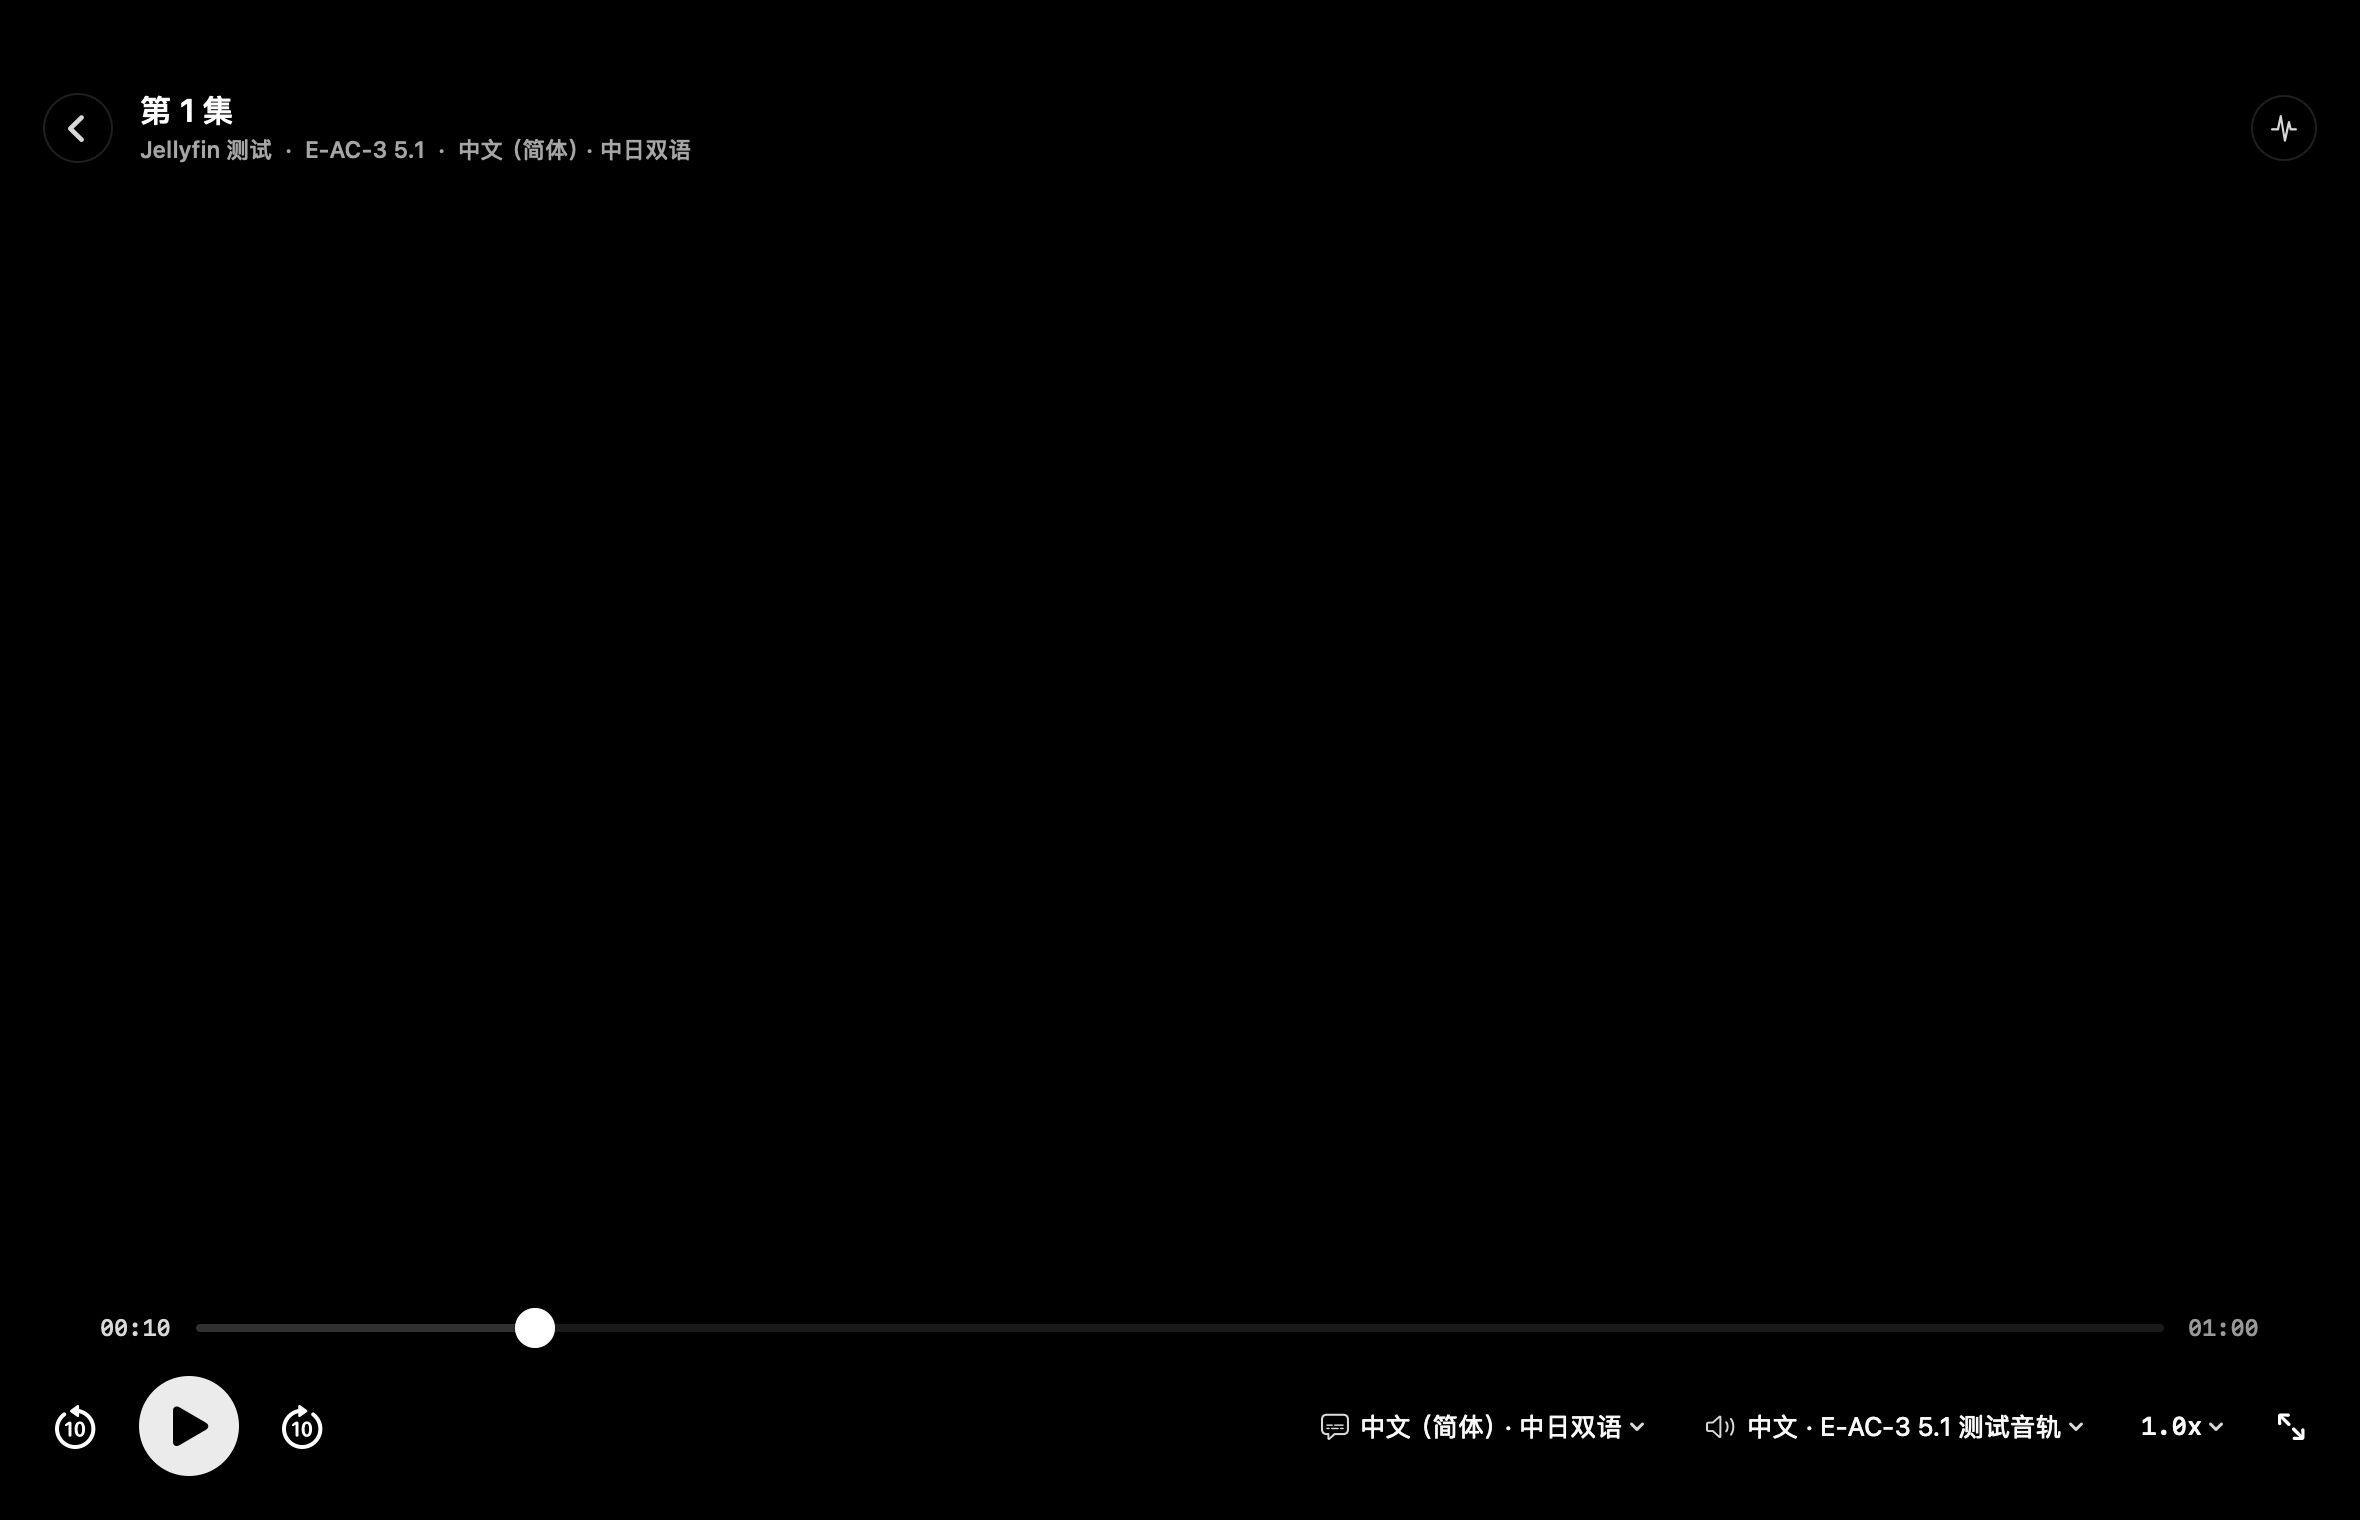 第 1 集
Jellyfin 测试 · E-AC-3 5.1 · 中文（简体）· 中日双语
00:10
01:00
10
10
中文（简体）· 中日双语
中文 · E-AC-3 5.1 测试音轨
1.0x